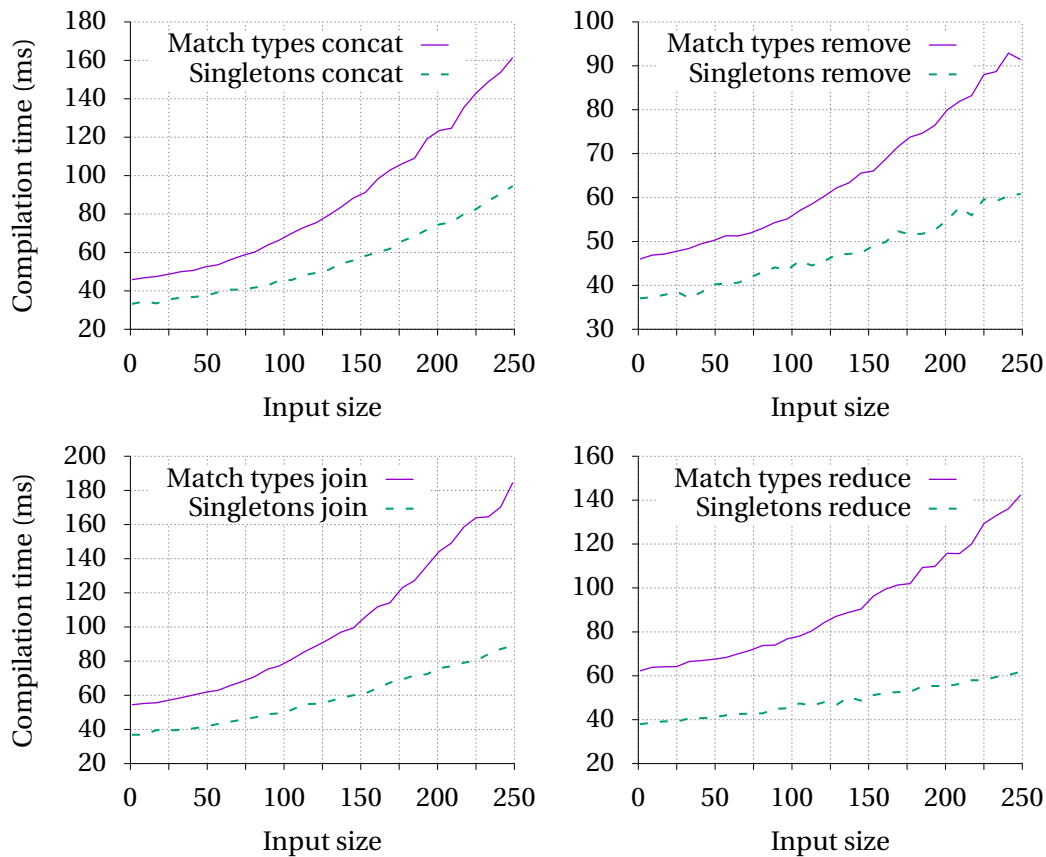 180
160
140
120
100
80
60
40
20
Compilation time (ms)
Match types concat
Singletons concat
0 50 100 150 200 250
Input size
100
90
80
70
60
50
40
30
Match types remove
Singletons remove
0 50 100 150 200 250
Input size
200
180
160
140
120
100
80
60
40
20
Compilation time (ms)
Match types join
Singletons join
0 50 100 150 200 250
Input size
160
140
120
100
80
60
40
20
Match types reduce
Singletons reduce
0 50 100 150 200 250
Input size